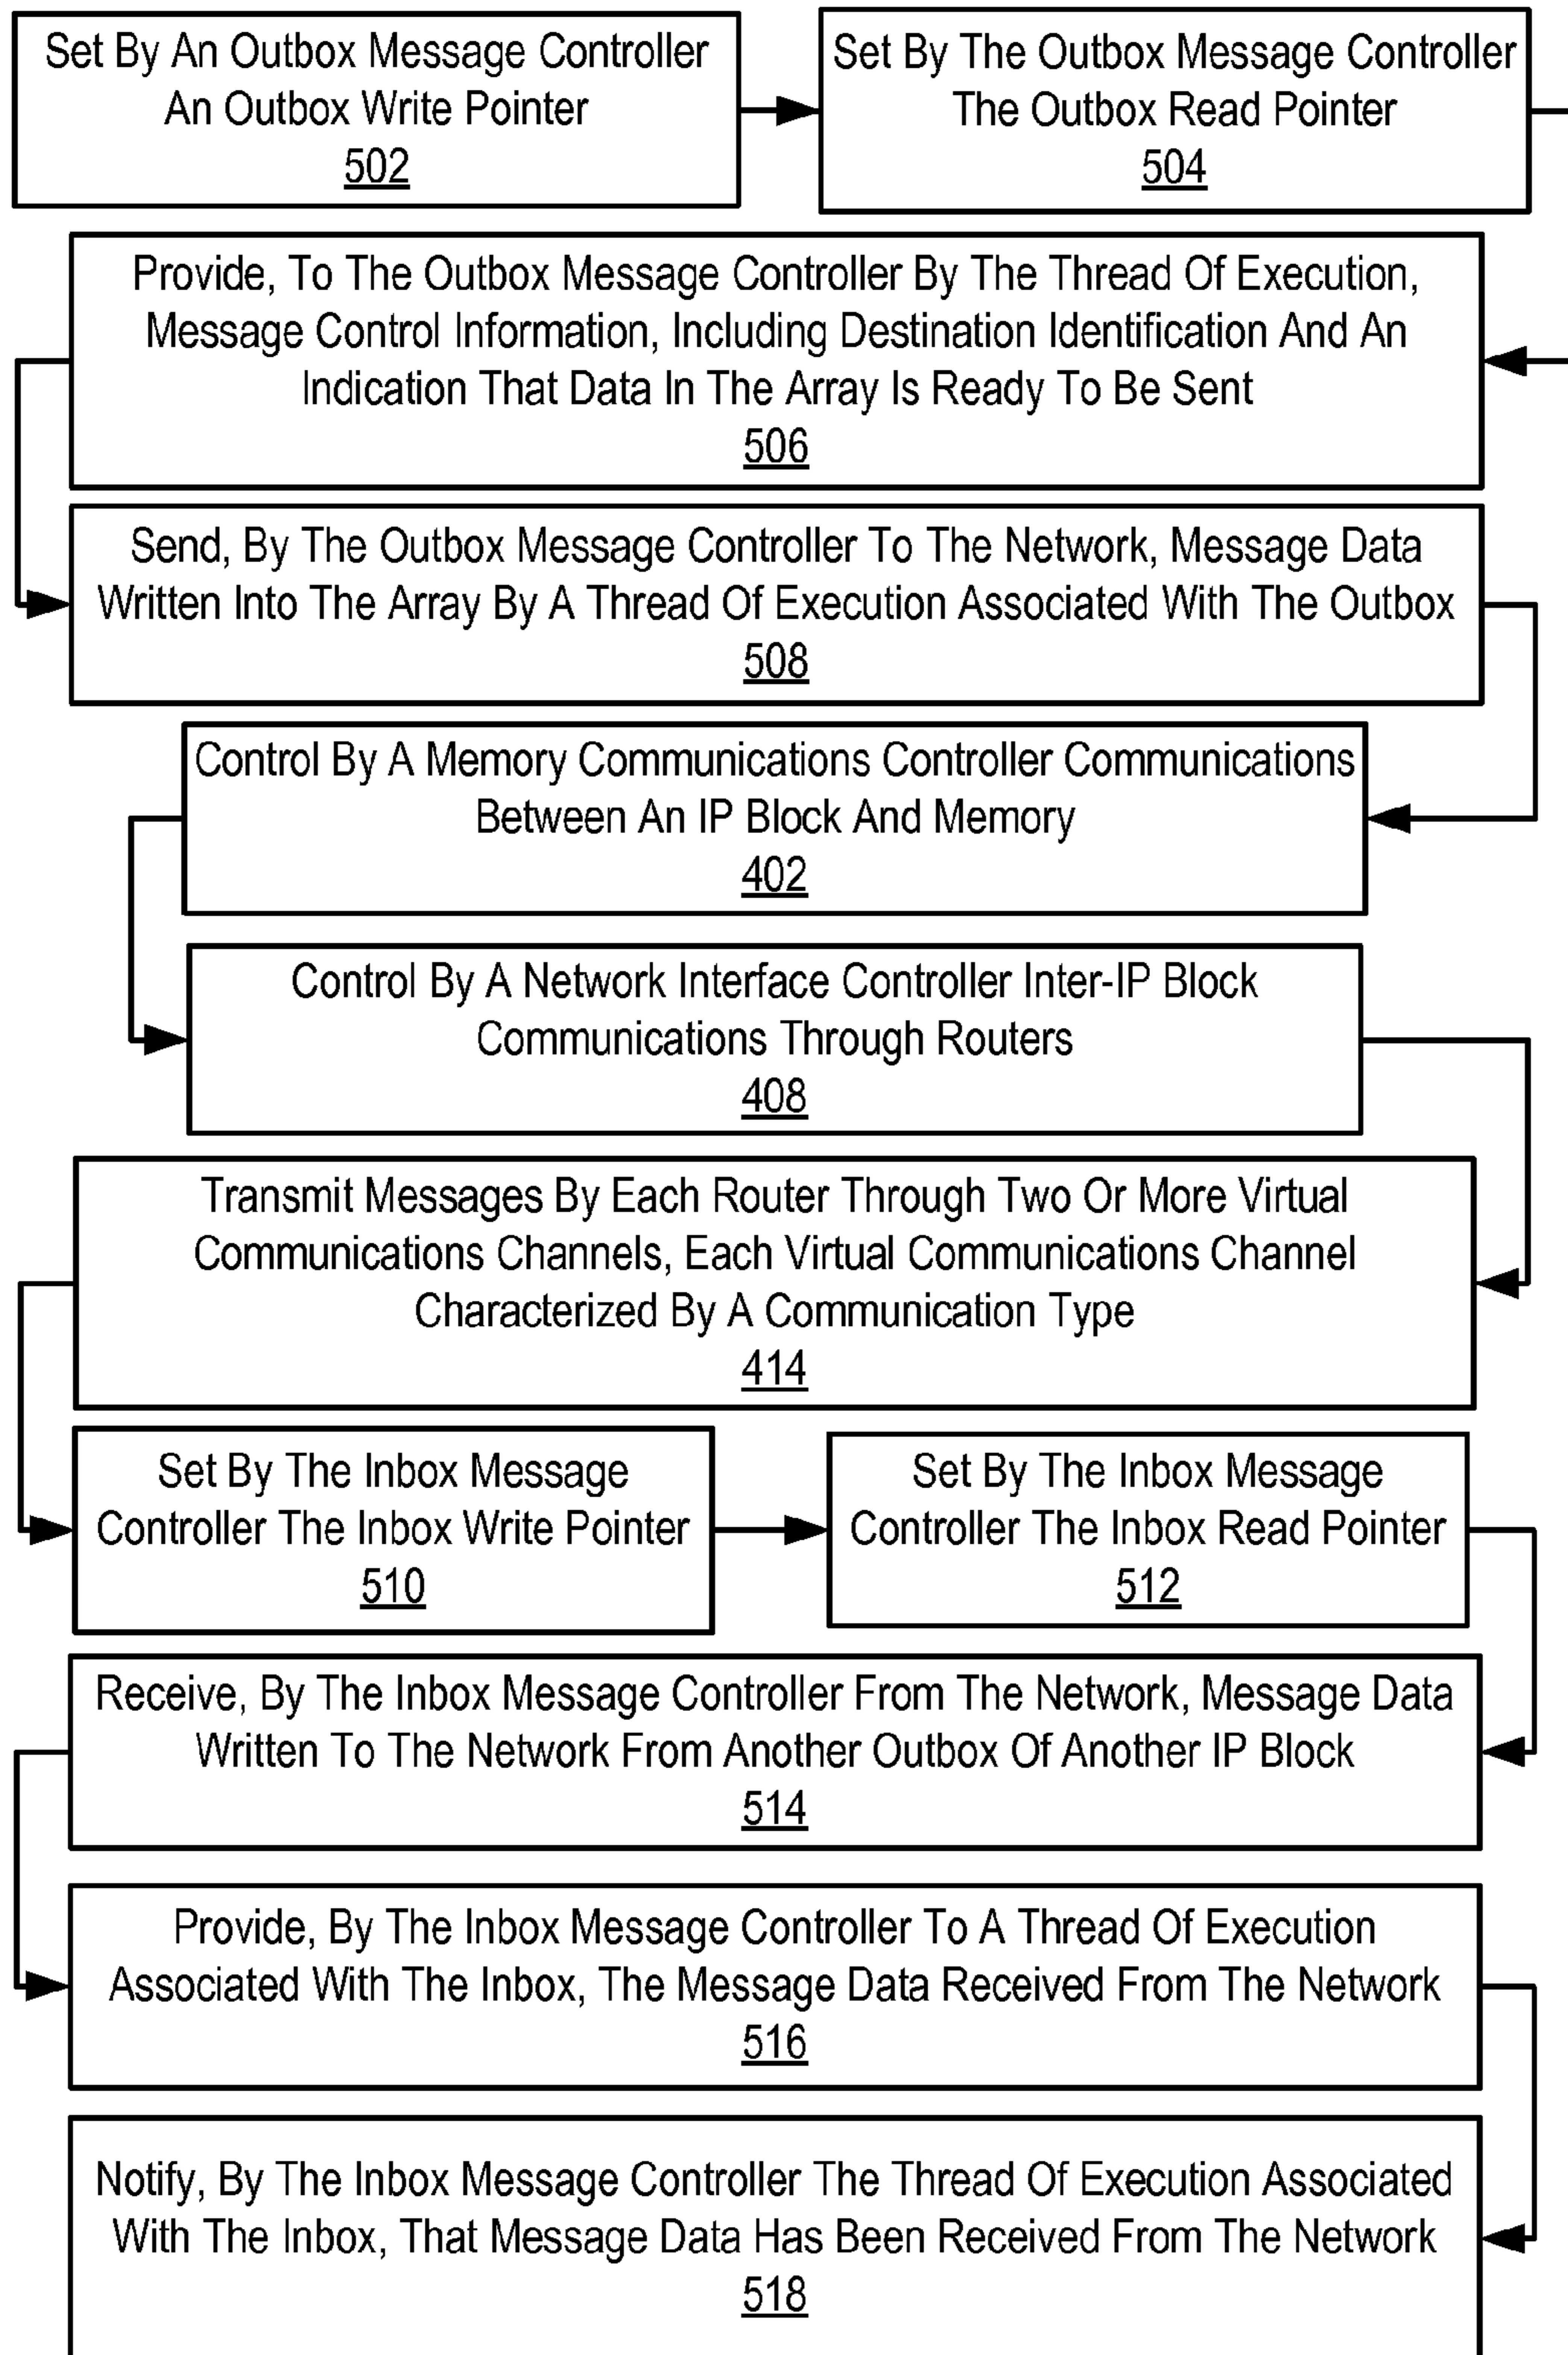 Set By An Outbox Message Controller
An Outbox Write Pointer
502
Set By The Outbox Message Controller
The Outbox Read Pointer
504
Provide, To The Outbox Message Controller By The Thread Of Execution,
Message Control Information, Including Destination Identification And An
Indication That Data In The Array Is Ready To Be Sent
506
Send, By The Outbox Message Controller To The Network, Message Data
Written Into The Array By A Thread Of Execution Associated With The Outbox
508
Control By A Memory Communications Controller Communications
Between An IP Block And Memory
402
Control By A Network Interface Controller Inter-IP Block
Communications Through Routers
408
Transmit Messages By Each Router Through Two Or More Virtual
Communications Channels, Each Virtual Communications Channel
Characterized By A Communication Type
414
Set By The Inbox Message
Controller The Inbox Write Pointer
510
Set By The Inbox Message
Controller The Inbox Read Pointer
512
Receive, By The Inbox Message Controller From The Network, Message Data
Written To The Network From Another Outbox Of Another IP Block
514
Provide, By The Inbox Message Controller To A Thread Of Execution
Associated With The Inbox, The Message Data Received From The Network
516
Notify, By The Inbox Message Controller The Thread Of Execution Associated
With The Inbox, That Message Data Has Been Received From The Network
518